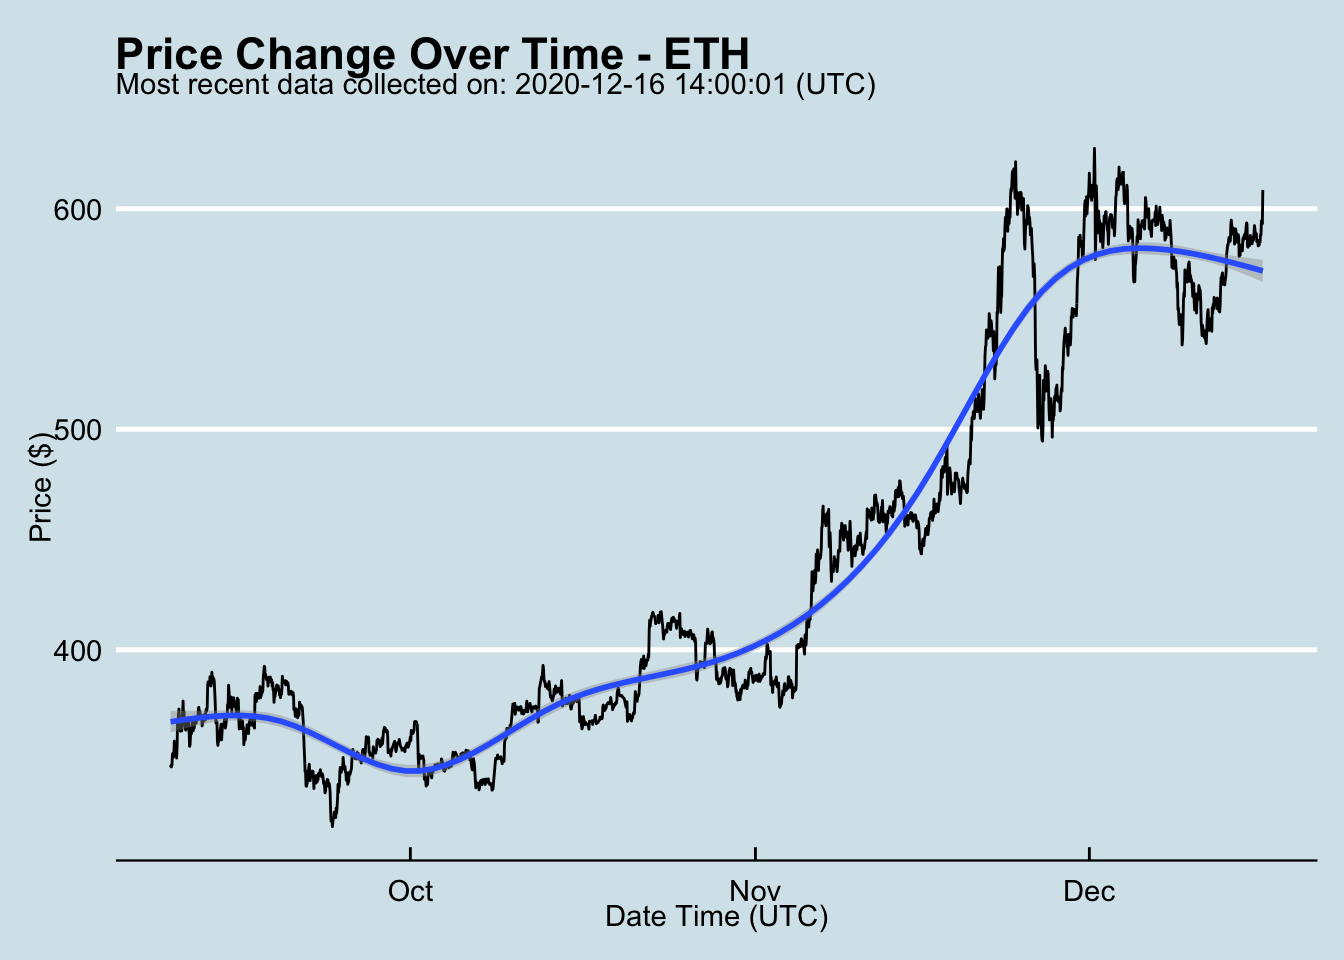 Price Change Over Time - ETH
Most recent data collected on: 2020-12-16 14:00:01 (UTC)
600
500
400
Price ($)
Oct
Nov
Dec
Date Time (UTC)